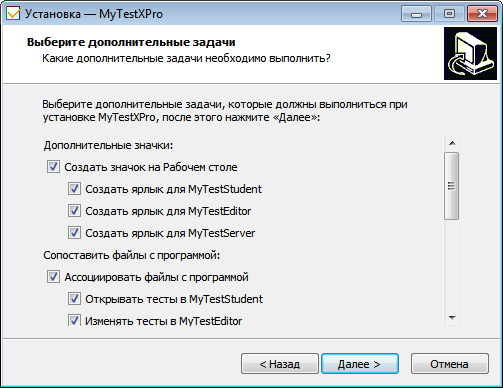 Установка — MyTestXPro
Выберите дополнительные задачи
Какие дополнительные задачи необходимо выполнить?
Выберите дополнительные задачи, которые должны выполниться при
установке MyTestXPro, после этого нажмите «Далее»:
Дополнительные значки:
Создать значок на Рабочем столе
Создать ярлык для MyTestStudent
Создать ярлык для MyTestEditor
Создать ярлык для MyTestServer
Сопоставить файлы с программой:
Ассоциировать файлы с программой
Открывать тесты в MyTestStudent
Изменять тесты в MyTestEditor
< Назад
Далее >
Отмена